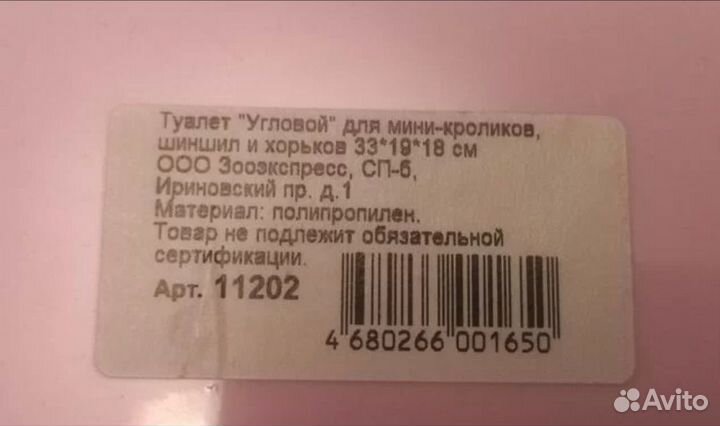 Туалет "Угловой" для мини-кроликов,
шиншил и хорьков 33*19*18 см
ООО Зооэкспресс, СП-б,
Ириновский пр. д.1
Материал: полипропилен.
Товар не подлежит обязательной
сертификации.
Арт. 11202
4 680266 001650
Avito